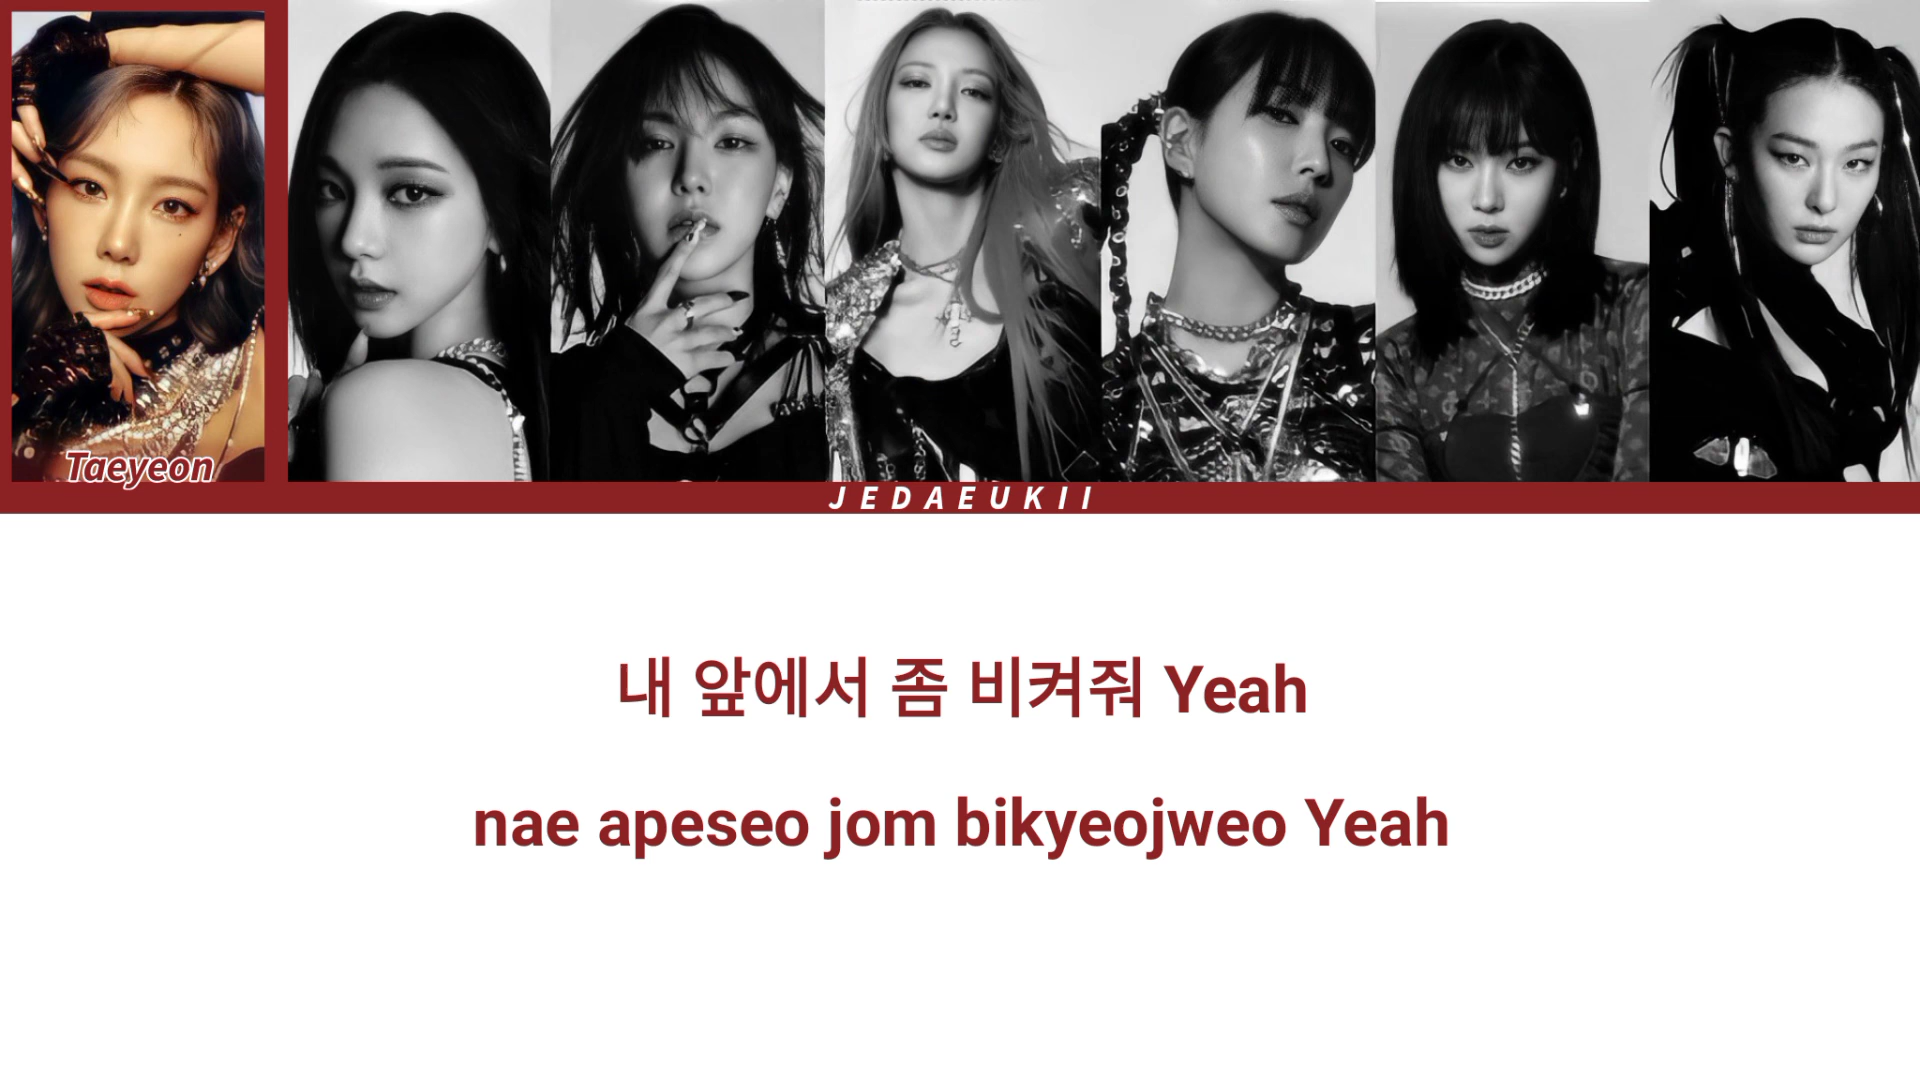 Taeyeon
JEDAEUKII
내 앞에서 좀 비켜줘 Yeah
nae apeseo jom bikyeojweo Yeah